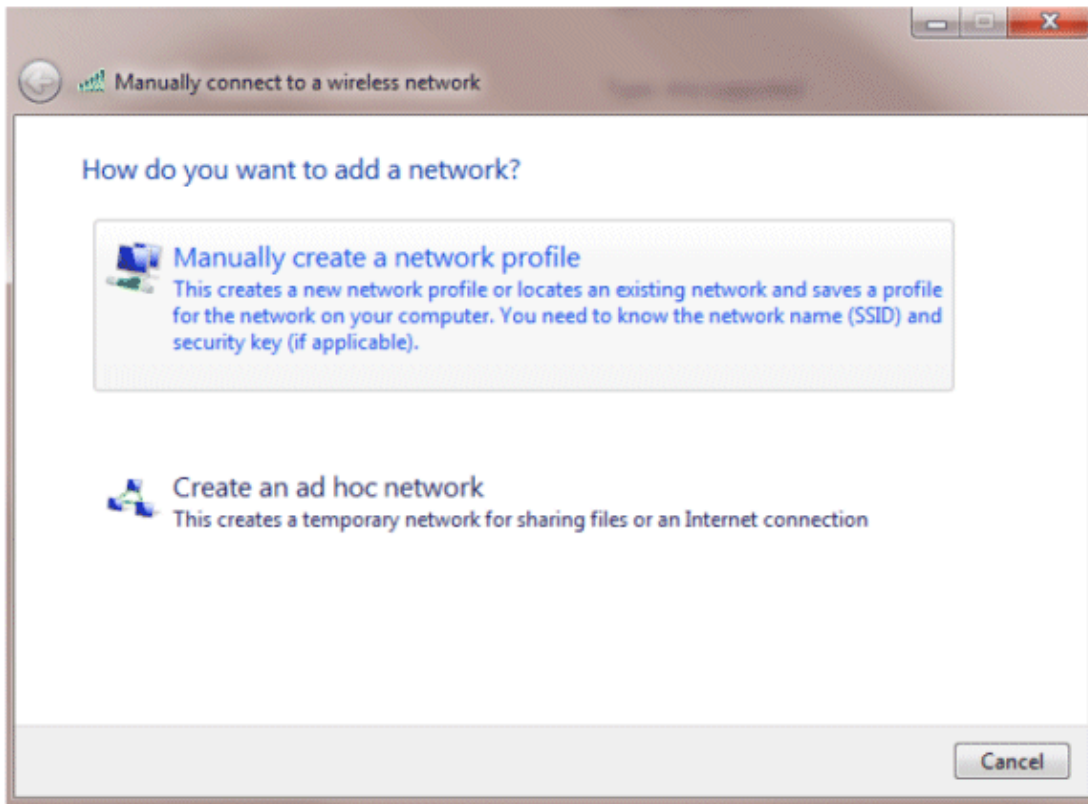 Manually connect to a wireless network
How do you want to add a network?
Manually create a network profile
This creates a new network profile or locates an existing network and saves a profile
for the network on your computer. You need to know the network name (SSID) and
security key (if applicable).
Create an ad hoc network
This creates a temporary network for sharing files or an Internet connection
Cancel